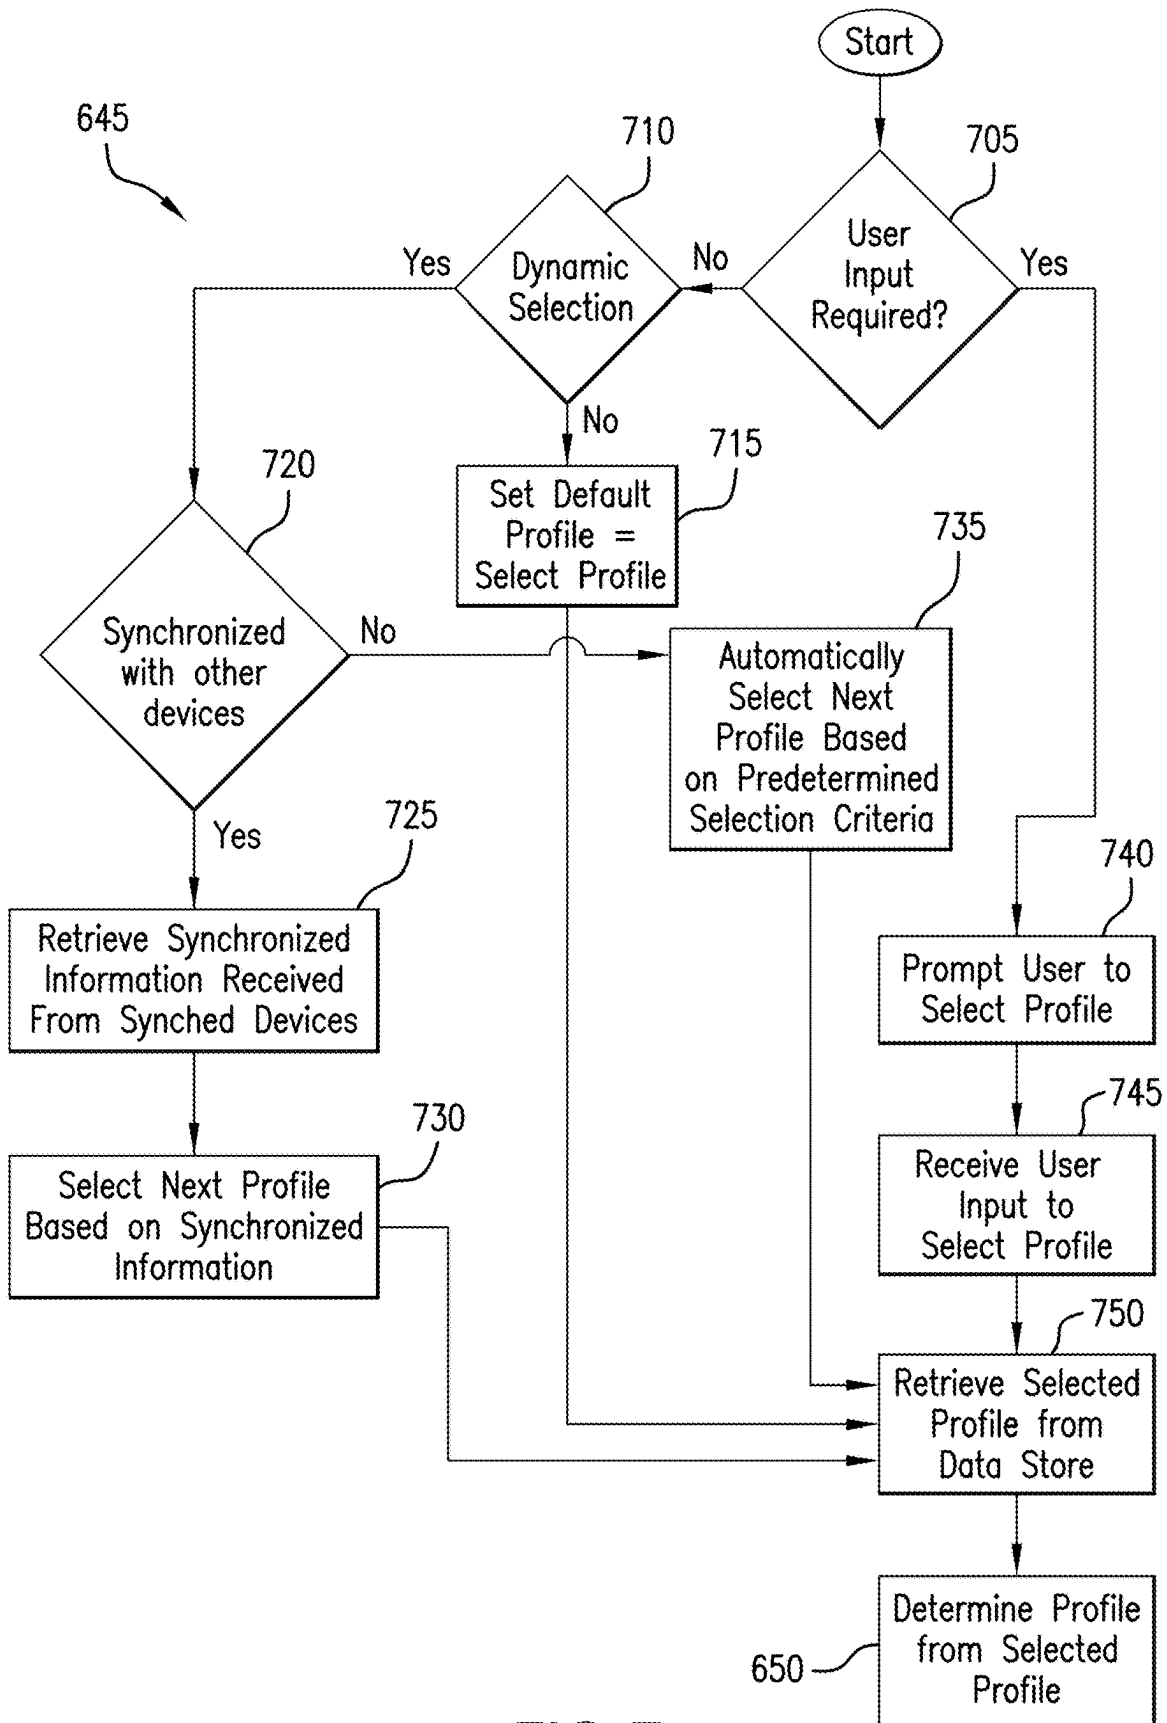 Start
645
710
705
User
Input
Required?
Yes
No
Dynamic
Selection
Yes
No
720
715
Set Default
Profile =
Select Profile
735
Synchronized
with other
devices
No
Automatically
Select Next
Profile Based
on Predetermined
Selection Criteria
Yes
725
740
Retrieve Synchronized
Information Received
From Synched Devices
Prompt User to
Select Profile
730
745
Select Next Profile
Based on Synchronized
Information
Receive User
Input to
Select Profile
750
Retrieve Selected
Profile from
Data Store
Determine Profile
from Selected
Profile
650